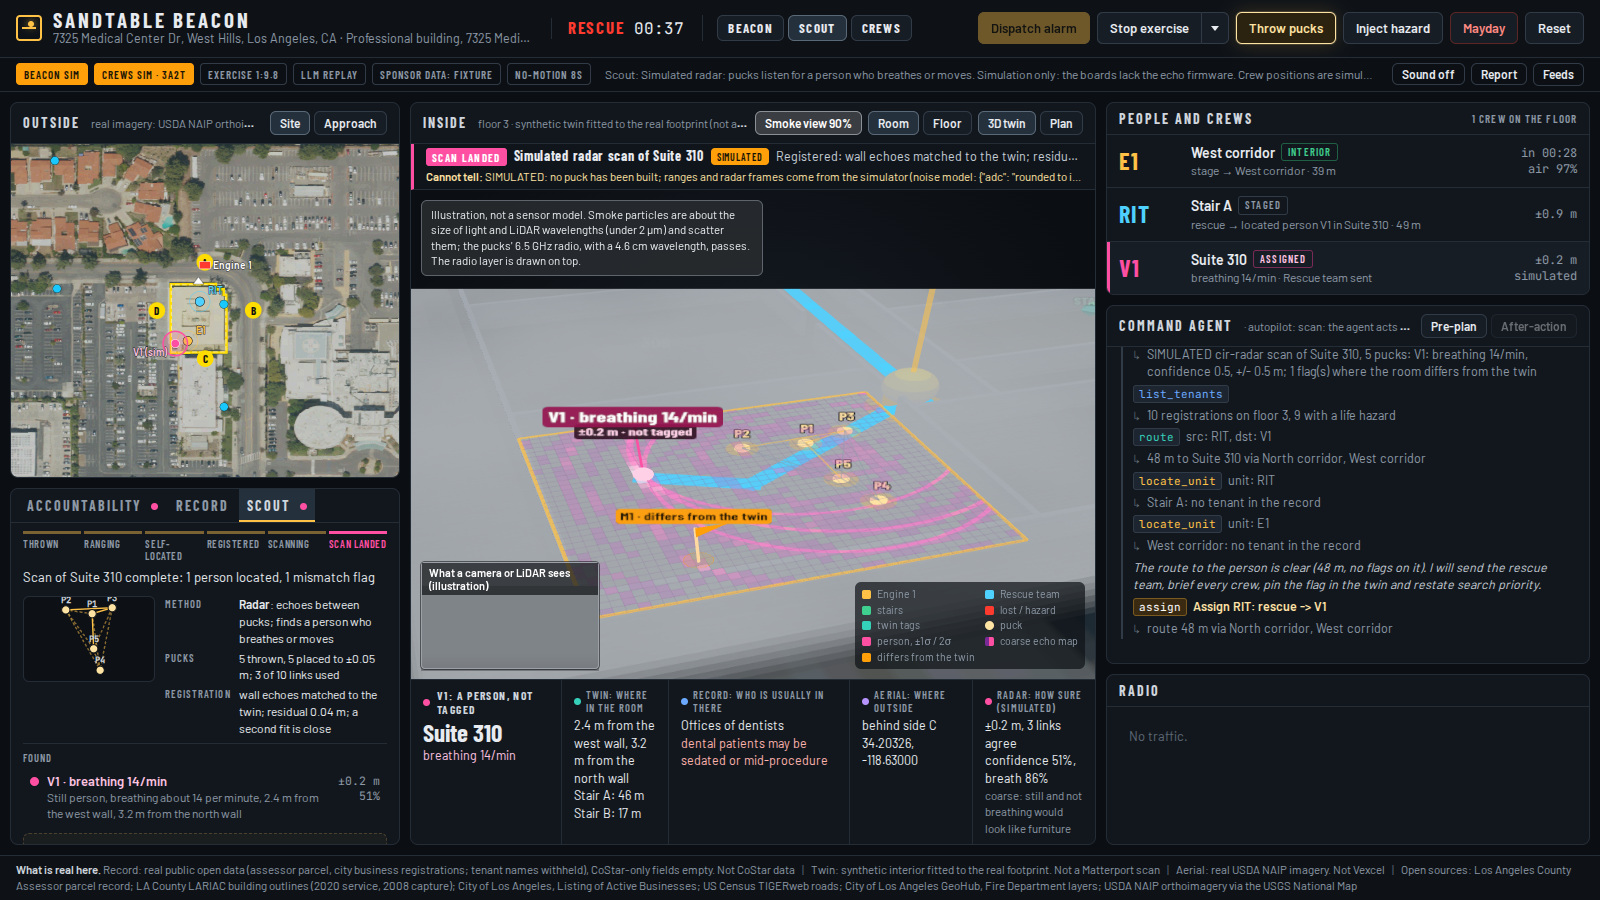 SANDTABLE BEACON
7325 Medical Center Dr, West Hills, Los Angeles, CA · Professional building, 7325 Medi...
RESCUE 00:37
BEACON SCOUT CREWS
Dispatch alarm Stop exercise Throw pucks Inject hazard Mayday Reset
BEACON SIM CREWS SIM · 3A2T EXERCISE 1:9.8 LLM REPLAY SPONSOR DATA: FIXTURE NO-MOTION 8S
Scout: Simulated radar: pucks listen for a person who breathes or moves. Simulation only: the boards lack the echo firmware. Crew positions are simul...
Sound off Report Feeds
OUTSIDE real imagery: USDA NAIP orthoi... Site Approach
Engine 1
RIT
D
B
E1
V1 (sim)
C
ACCOUNTABILITY RECORD SCOUT
THROWN RANGING SELF-LOCATED REGISTERED SCANNING SCAN LANDED
Scan of Suite 310 complete: 1 person located, 1 mismatch flag
P2 P1 P3
P5
P4
METHOD Radar: echoes between
pucks; finds a person who
breathes or moves
PUCKS 5 thrown, 5 placed to ±0.05
m; 3 of 10 links used
REGISTRATION wall echoes matched to the
twin; residual 0.04 m; a
second fit is close
FOUND
V1 · breathing 14/min ±0.2 m
51%
Still person, breathing about 14 per minute, 2.4 m from
the west wall, 3.2 m from the north wall
INSIDE floor 3 · synthetic twin fitted to the real footprint (not a... Smoke view 90% Room Floor 3D twin Plan
SCAN LANDED Simulated radar scan of Suite 310 SIMULATED Registered: wall echoes matched to the twin; residu...
Cannot tell: SIMULATED: no puck has been built; ranges and radar frames come from the simulator (noise model: {"adc": "rounded to i...
Illustration, not a sensor model. Smoke particles are about the
size of light and LiDAR wavelengths (under 2 µm) and scatter
them; the pucks' 6.5 GHz radio, with a 4.6 cm wavelength, passes.
The radio layer is drawn on top.
V1 · breathing 14/min
±0.2 m · not tagged
P3
P1
P2
P5
P4
M1 · differs from the twin
What a camera or LiDAR sees
(illustration)
Engine 1 Rescue team
stairs lost / hazard
twin tags puck
person, ±1σ / 2σ coarse echo map
differs from the twin
V1: A PERSON, NOT
TAGGED
Suite 310
breathing 14/min
TWIN: WHERE
IN THE ROOM
2.4 m from the
west wall, 3.2
m from the
north wall
Stair A: 46 m
Stair B: 17 m
RECORD: WHO IS USUALLY IN
THERE
Offices of dentists
dental patients may be
sedated or mid-procedure
AERIAL: WHERE
OUTSIDE
behind side C
34.20326,
-118.63000
RADAR: HOW SURE
(SIMULATED)
±0.2 m, 3 links
agree
confidence 51%,
breath 86%
coarse: still and not
breathing would
look like furniture
PEOPLE AND CREWS 1 CREW ON THE FLOOR
E1 West corridor INTERIOR in 00:28
stage → West corridor · 39 m air 97%
RIT Stair A STAGED ±0.9 m
rescue → located person V1 in Suite 310 · 49 m
V1 Suite 310 ASSIGNED ±0.2 m
breathing 14/min · Rescue team sent simulated
COMMAND AGENT · autopilot: scan: the agent acts ... Pre-plan After-action
↳ SIMULATED cir-radar scan of Suite 310, 5 pucks: V1: breathing 14/min,
confidence 0.5, +/- 0.5 m; 1 flag(s) where the room differs from the twin
list_tenants
↳ 10 registrations on floor 3, 9 with a life hazard
route src: RIT, dst: V1
↳ 48 m to Suite 310 via North corridor, West corridor
locate_unit unit: RIT
↳ Stair A: no tenant in the record
locate_unit unit: E1
↳ West corridor: no tenant in the record
The route to the person is clear (48 m, no flags on it). I will send the rescue
team, brief every crew, pin the flag in the twin and restate search priority.
assign Assign RIT: rescue -> V1
↳ route 48 m via North corridor, West corridor
RADIO
No traffic.
What is real here. Record: real public open data (assessor parcel, city business registrations; tenant names withheld), CoStar-only fields empty. Not CoStar data | Twin: synthetic interior fitted to the real footprint. Not a Matterport scan | Aerial: real USDA NAIP imagery. Not Vexcel | Open sources: Los Angeles County
Assessor parcel record; LA County LARIAC building outlines (2020 service, 2008 capture); City of Los Angeles, Listing of Active Businesses; US Census TIGERweb roads; City of Los Angeles GeoHub, Fire Department layers; USDA NAIP orthoimagery via the USGS National Map